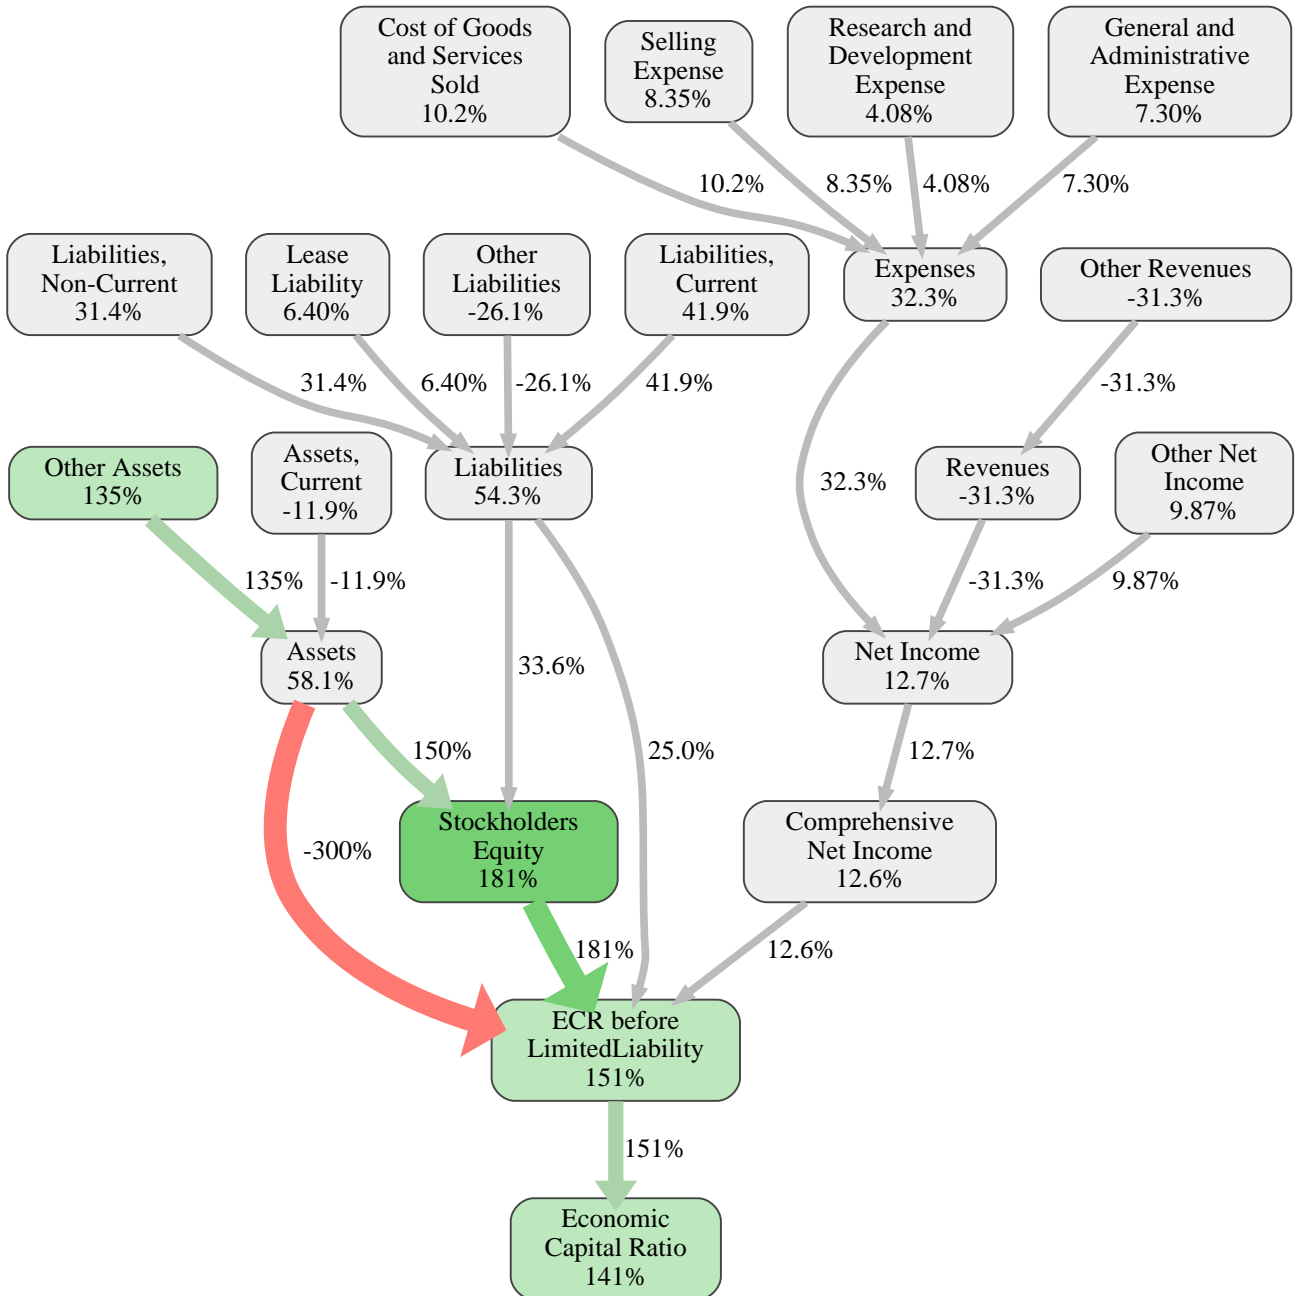 Cost of Goods
and Services
Sold
10.2%
Selling
Expense
8.35%
Research and
Development
Expense
4.08%
General and
Administrative
Expense
7.30%
10.2%
8.35%
4.08%
7.30%
Liabilities,
Non-Current
31.4%
Lease
Liability
6.40%
Other
Liabilities
-26.1%
Liabilities,
Current
41.9%
Expenses
32.3%
Other Revenues
-31.3%
31.4%
6.40%
-26.1%
41.9%
-31.3%
Other Assets
135%
Assets,
Current
-11.9%
Liabilities
54.3%
32.3%
Revenues
-31.3%
Other Net
Income
9.87%
135%
-11.9%
-31.3%
9.87%
Assets
58.1%
33.6%
Net Income
12.7%
150%
25.0%
12.7%
-300%
Stockholders
Equity
181%
Comprehensive
Net Income
12.6%
181%
12.6%
ECR before
LimitedLiability
151%
151%
Economic
Capital Ratio
141%